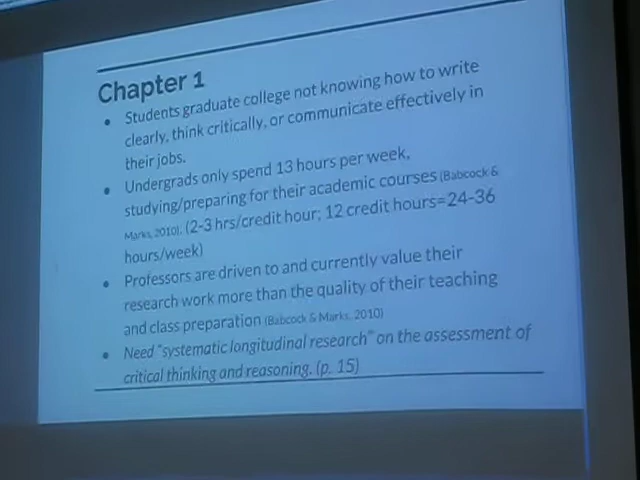 Chapter 1
• Students graduate college not knowing how to write
clearly, think critically, or communicate effectively in
their jobs.
• Undergrads only spend 13 hours per week,
studying/preparing for their academic courses (Babcock &
Marks, 2010). (2-3 hrs/credit hour; 12 credit hours=24-36
hours/week)
• Professors are driven to and currently value their
research work more than the quality of their teaching
and class preparation (Babcock & Marks, 2010)
• Need "systematic longitudinal research" on the assessment of
critical thinking and reasoning. (p. 15)